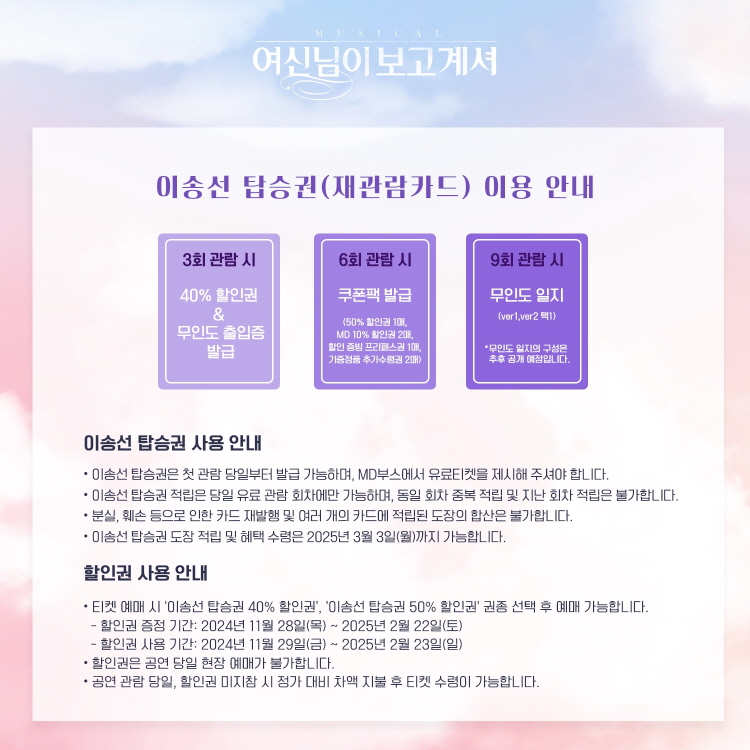 MUSICAL
여신님이 보고 계셔
이송선 탑승권(재관람카드) 이용 안내
3회 관람 시
40% 할인권
&
무인도 출입증
발급
6회 관람 시
쿠폰팩 발급
(50% 할인권 1매,
MD 10% 할인권 2매,
할인 증빙 프리패스권 1매,
기증정품 추가수령권 2매)
9회 관람 시
무인도 일지
(ver1,ver2 택1)
*무인도 일지의 구성은
추후 공개 예정입니다.
이송선 탑승권 사용 안내
• 이송선 탑승권은 첫 관람 당일부터 발급 가능하며, MD부스에서 유료티켓을 제시해 주셔야 합니다.
• 이송선 탑승권 적립은 당일 유료 관람 회차에만 가능하며, 동일 회차 중복 적립 및 지난 회차 적립은 불가합니다.
• 분실, 훼손 등으로 인한 카드 재발행 및 여러 개의 카드에 적립된 도장의 합산은 불가합니다.
• 이송선 탑승권 도장 적립 및 혜택 수령은 2025년 3월 3일(월)까지 가능합니다.
할인권 사용 안내
• 티켓 예매 시 '이송선 탑승권 40% 할인권', '이송선 탑승권 50% 할인권' 권종 선택 후 예매 가능합니다.
- 할인권 증정 기간: 2024년 11월 28일(목) ~ 2025년 2월 22일(토)
- 할인권 사용 기간: 2024년 11월 29일(금) ~ 2025년 2월 23일(일)
• 할인권은 공연 당일 현장 예매가 불가합니다.
• 공연 관람 당일, 할인권 미지참 시 정가 대비 차액 지불 후 티켓 수령이 가능합니다.